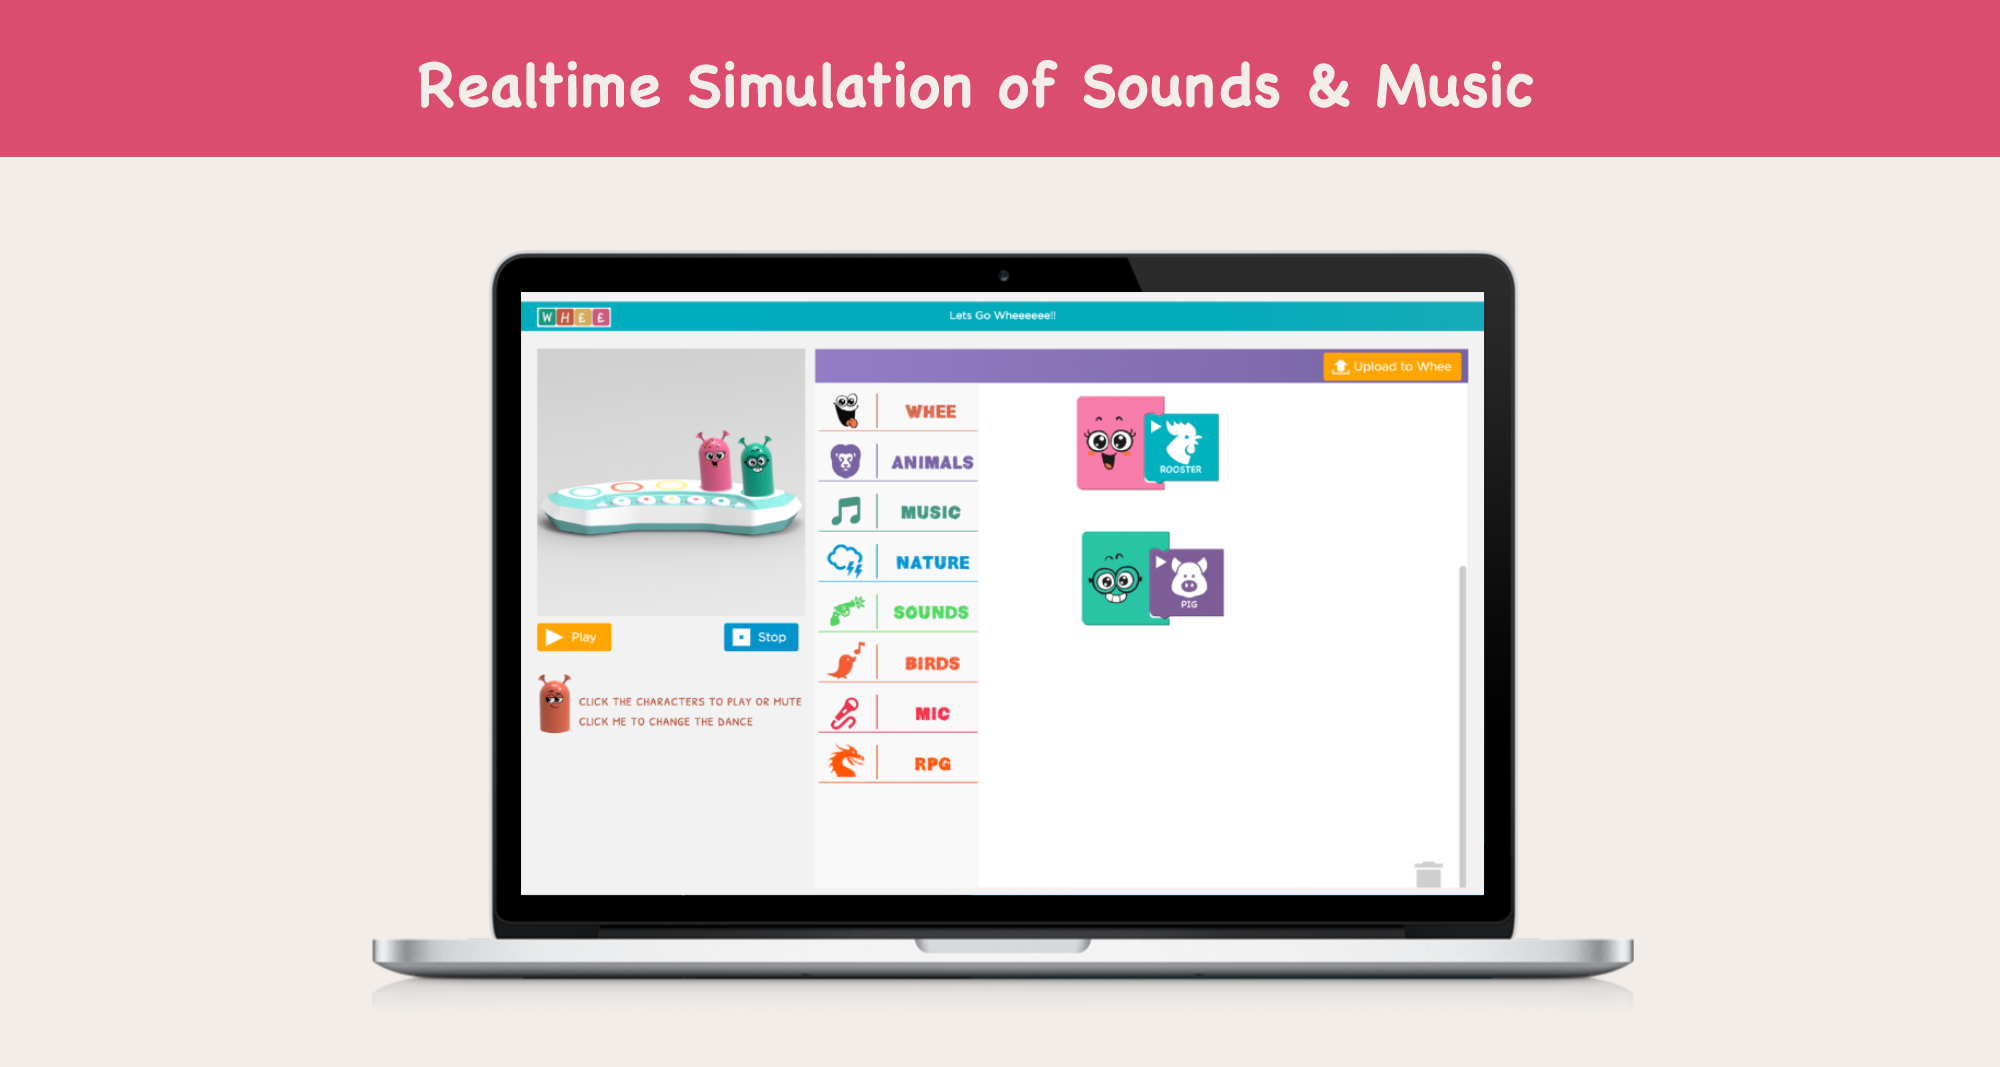 Realtime Simulation of Sounds & Music
WHEE
Lets Go Wheeeeee!!
Upload to Whee
WHEE
ANIMALS
MUSIC
NATURE
SOUNDS
BIRDS
MIC
RPG
ROOSTER
PIG
Play
Stop
CLICK THE CHARACTERS TO PLAY OR MUTE
CLICK ME TO CHANGE THE DANCE